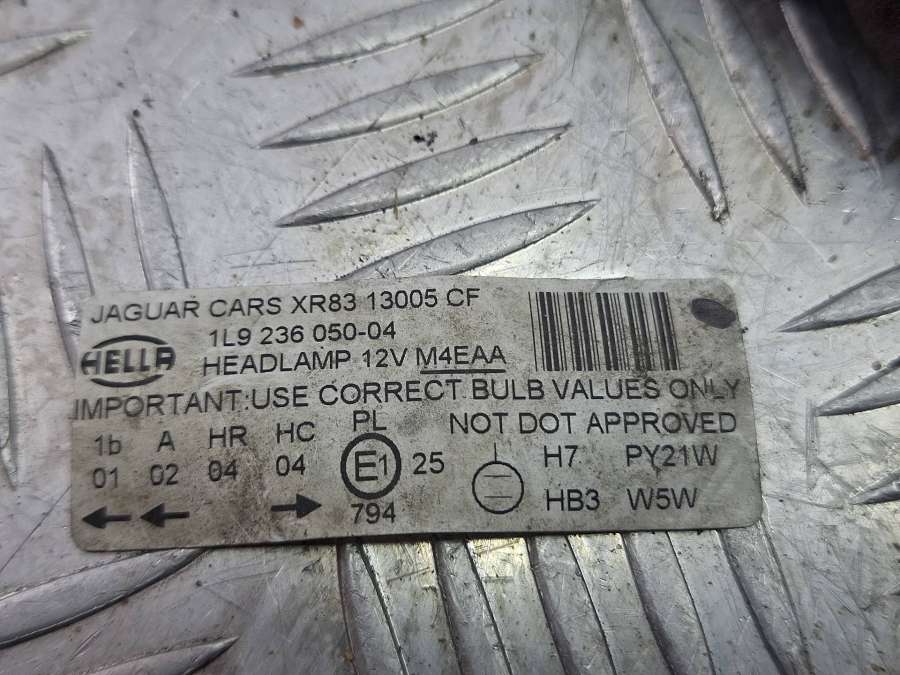 JAGUAR CARS XR83 13005 CF
HELLA
1L9 236 050-04
HEADLAMP 12V M4EAA
IMPORTANT:USE CORRECT BULB VALUES ONLY
1b A HR HC PL NOT DOT APPROVED
01 02 04 04 E1 25 H7 PY21W
794 HB3 W5W